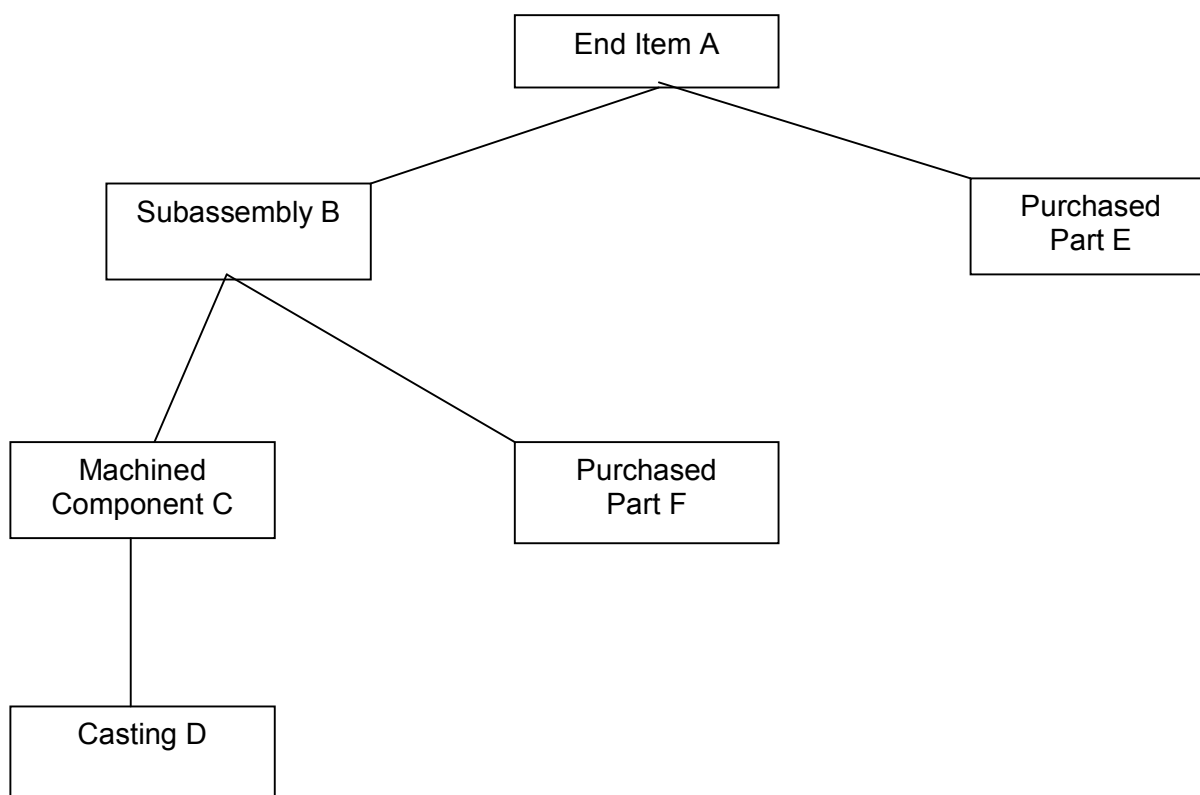 End Item A
Subassembly B
Purchased
Part E
Machined
Component C
Purchased
Part F
Casting D